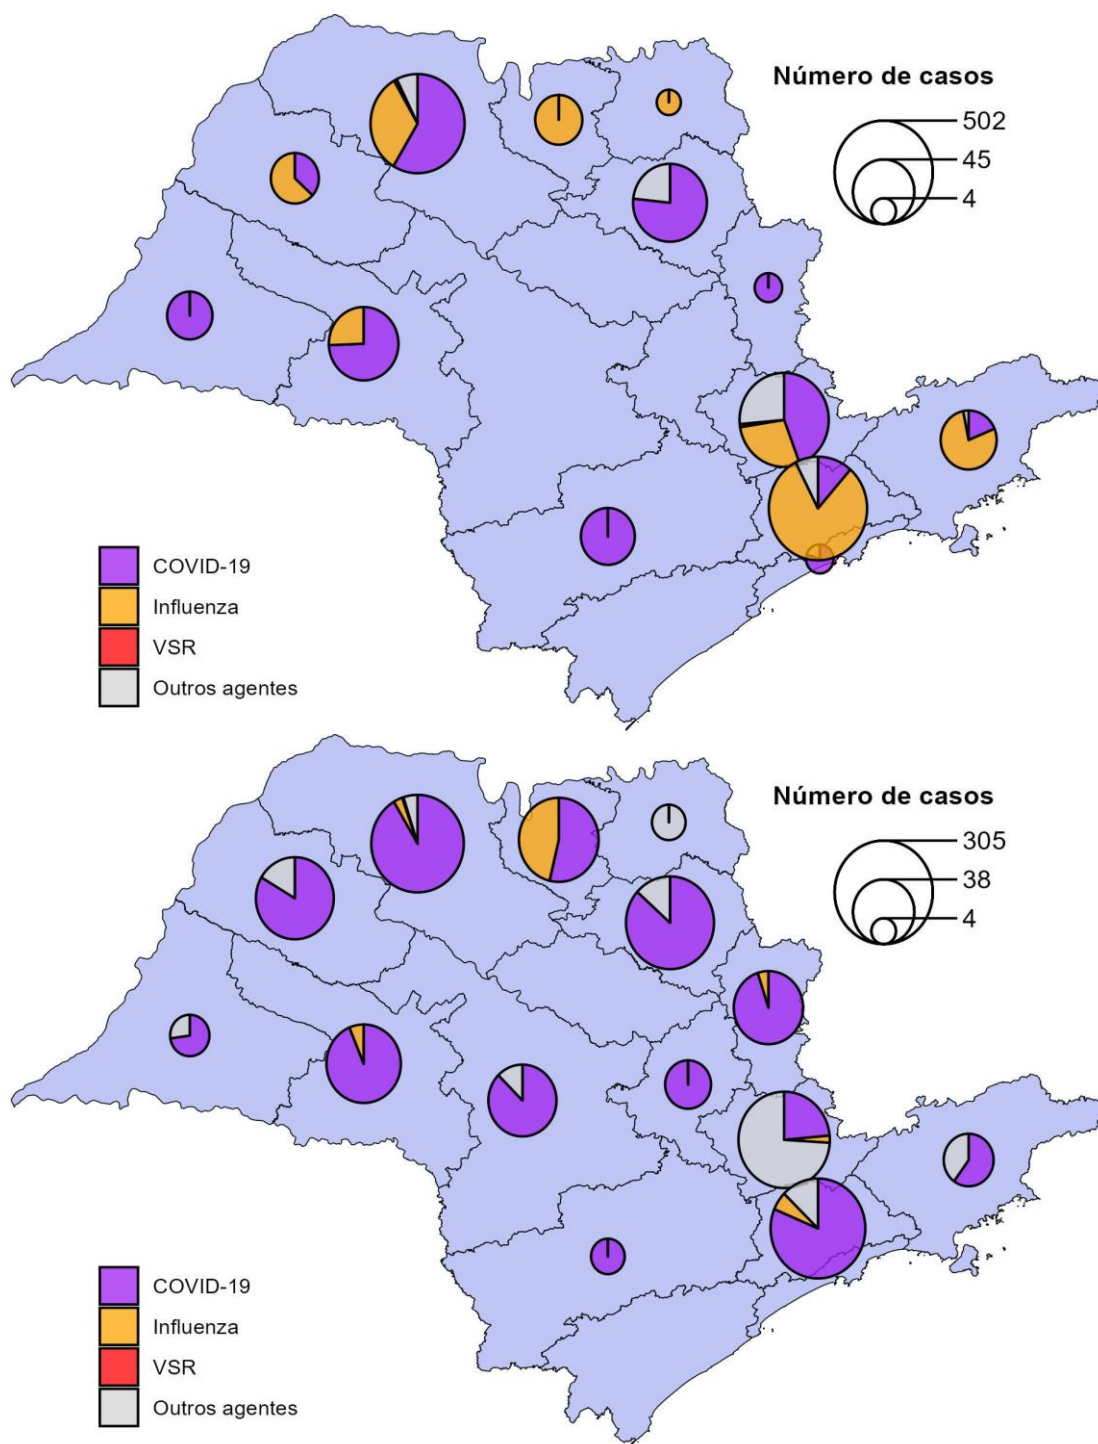 Número de casos
502
45
4
COVID-19
Influenza
VSR
Outros agentes
Número de casos
305
38
4
COVID-19
Influenza
VSR
Outros agentes